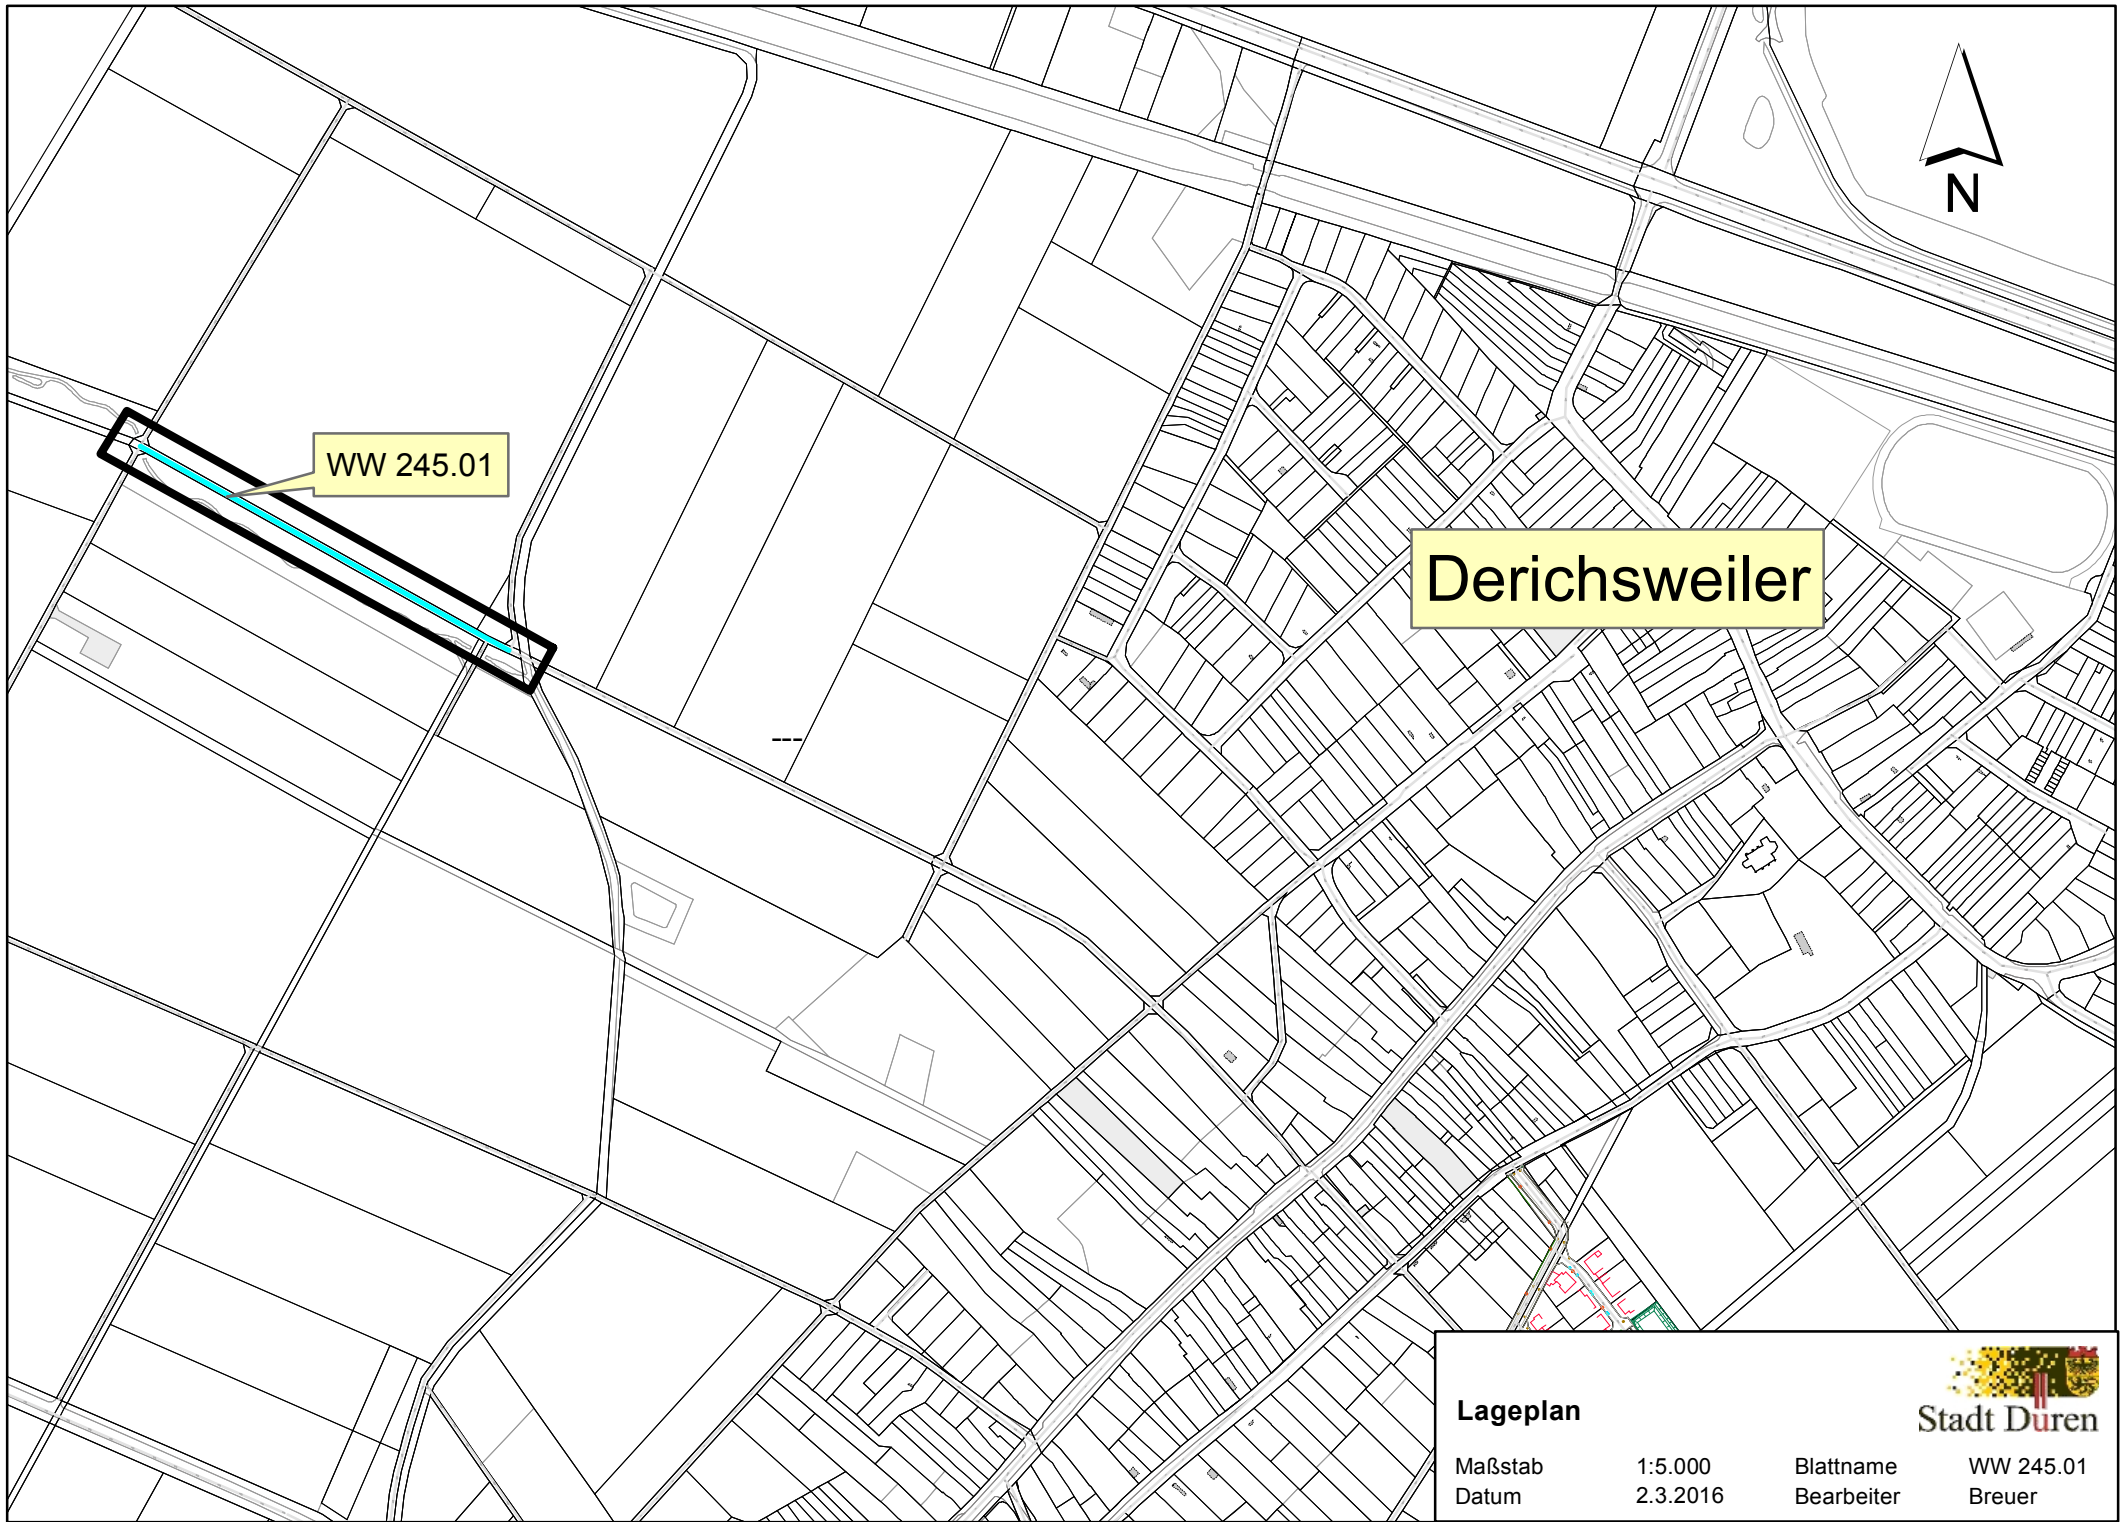 N
WW 245.01
Derichsweiler
---
Lageplan
Stadt Düren
Maßstab 1:5.000 Blattname WW 245.01
Datum 2.3.2016 Bearbeiter Breuer